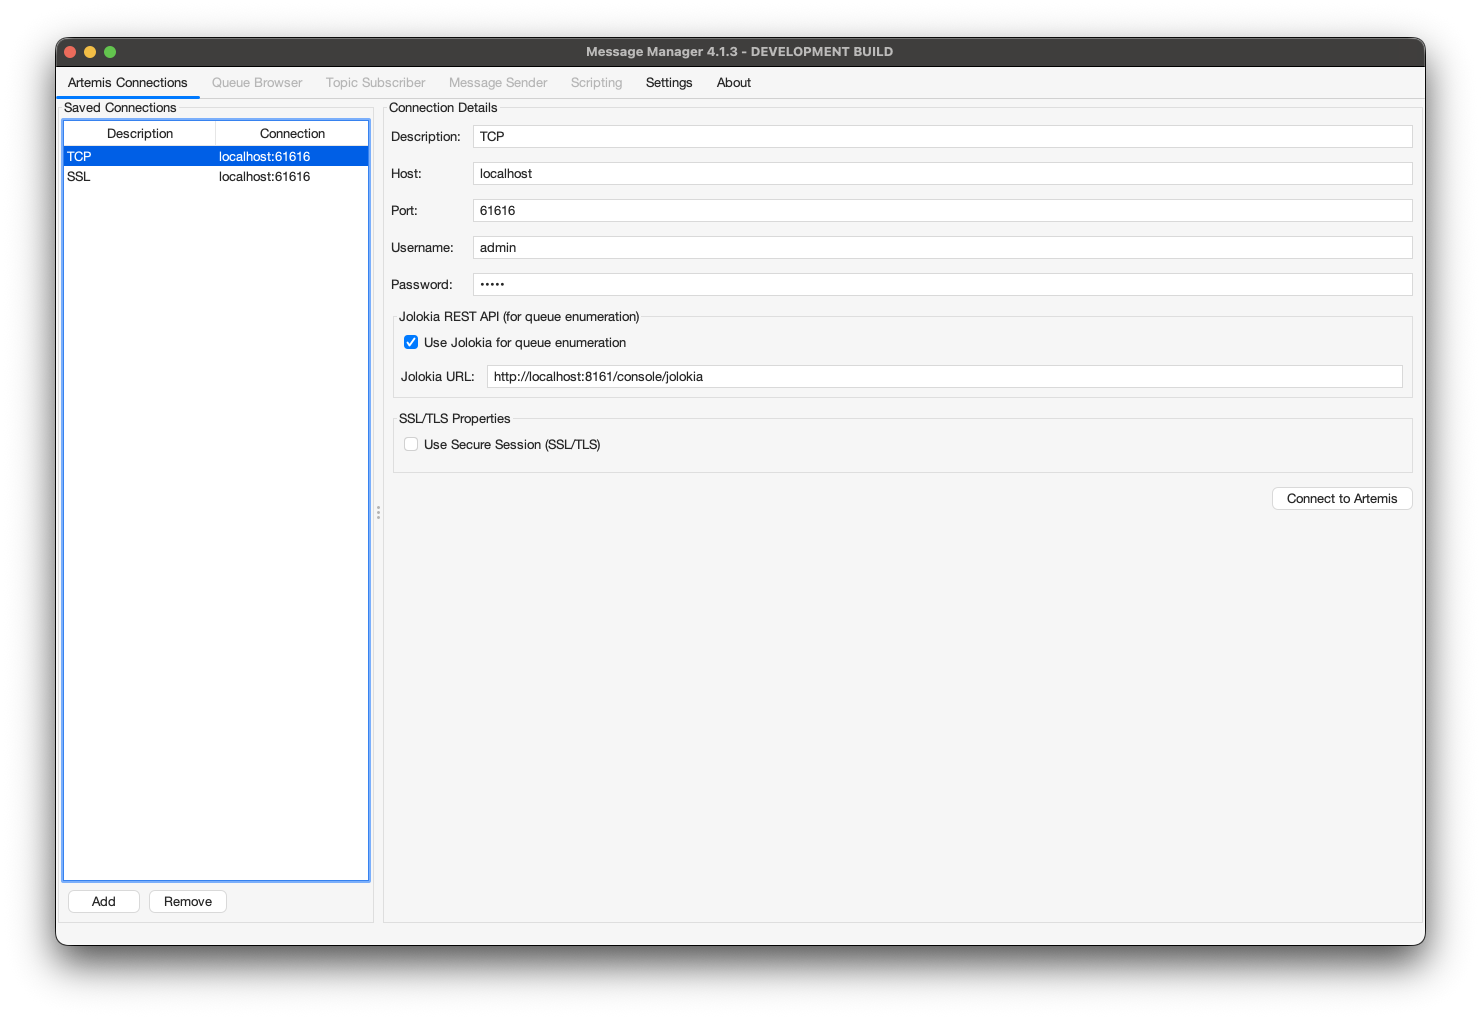 Message Manager 4.1.3 - DEVELOPMENT BUILD
Artemis Connections Queue Browser Topic Subscriber Message Sender Scripting Settings About
Saved Connections
Description Connection
TCP localhost:61616
SSL localhost:61616
Add Remove
Connection Details
Description: TCP
Host: localhost
Port: 61616
Username: admin
Password: •••••
Jolokia REST API (for queue enumeration)
Use Jolokia for queue enumeration
Jolokia URL: http://localhost:8161/console/jolokia
SSL/TLS Properties
Use Secure Session (SSL/TLS)
Connect to Artemis